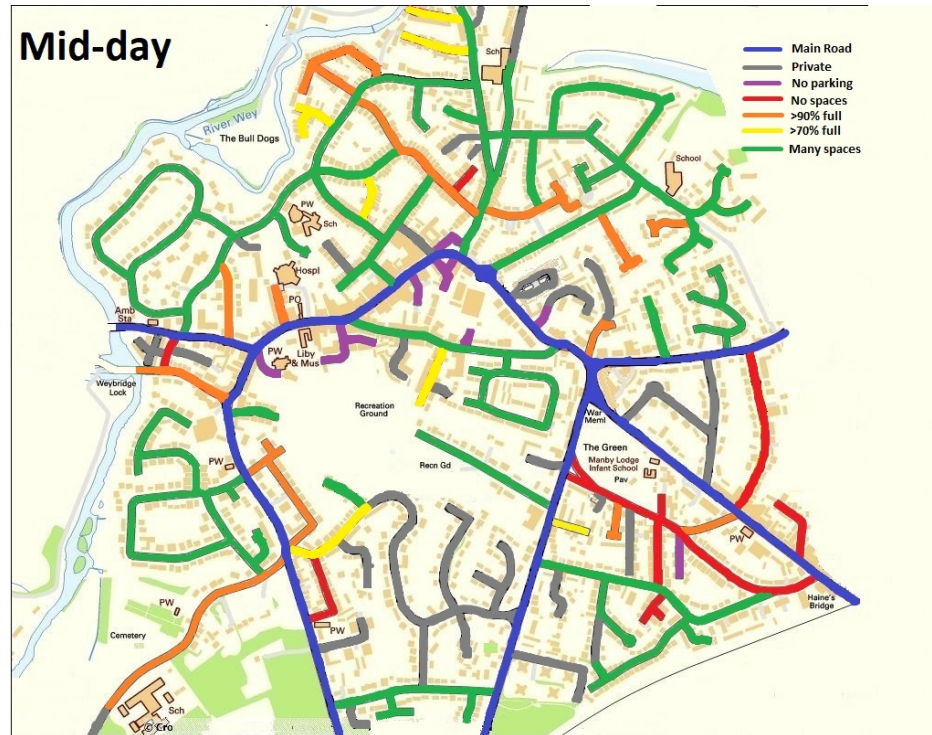 Mid-day
Sch
Main Road
Private
No parking
No spaces
>90% full
>70% full
Many spaces
River Wey
The Bull Dogs
School
PW
Sch
Hospl
PO
Amb
Sta
PW
Liby
& Mus
Weybridge
Lock
Recreation
Ground
War
Meml
The Green
Manby Lodge
Infant School
Pav
Recn Gd
PW
PW
Haine's
Bridge
PW
Cemetery
PW
Sch
© Cro